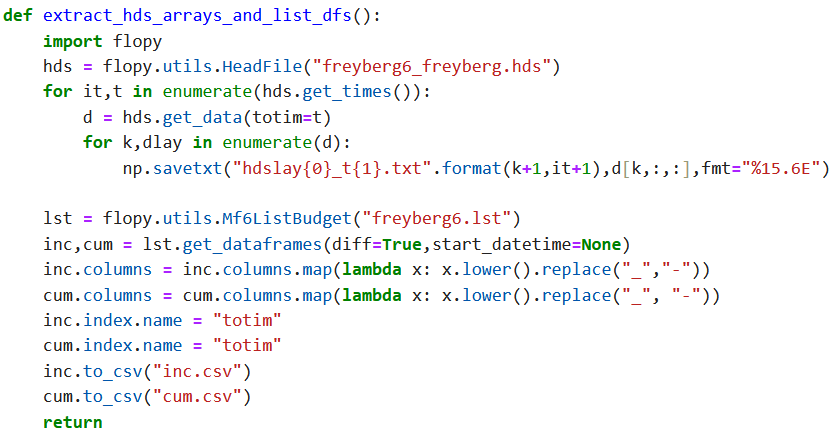 def extract_hds_arrays_and_list_dfs():
    import flopy
    hds = flopy.utils.HeadFile("freyberg6_freyberg.hds")
    for it,t in enumerate(hds.get_times()):
        d = hds.get_data(totim=t)
        for k,dlay in enumerate(d):
            np.savetxt("hdslay{0}_t{1}.txt".format(k+1,it+1),d[k,:,:],fmt="%15.6E")

    lst = flopy.utils.Mf6ListBudget("freyberg6.lst")
    inc,cum = lst.get_dataframes(diff=True,start_datetime=None)
    inc.columns = inc.columns.map(lambda x: x.lower().replace("_","-"))
    cum.columns = cum.columns.map(lambda x: x.lower().replace("_", "-"))
    inc.index.name = "totim"
    cum.index.name = "totim"
    inc.to_csv("inc.csv")
    cum.to_csv("cum.csv")
    return